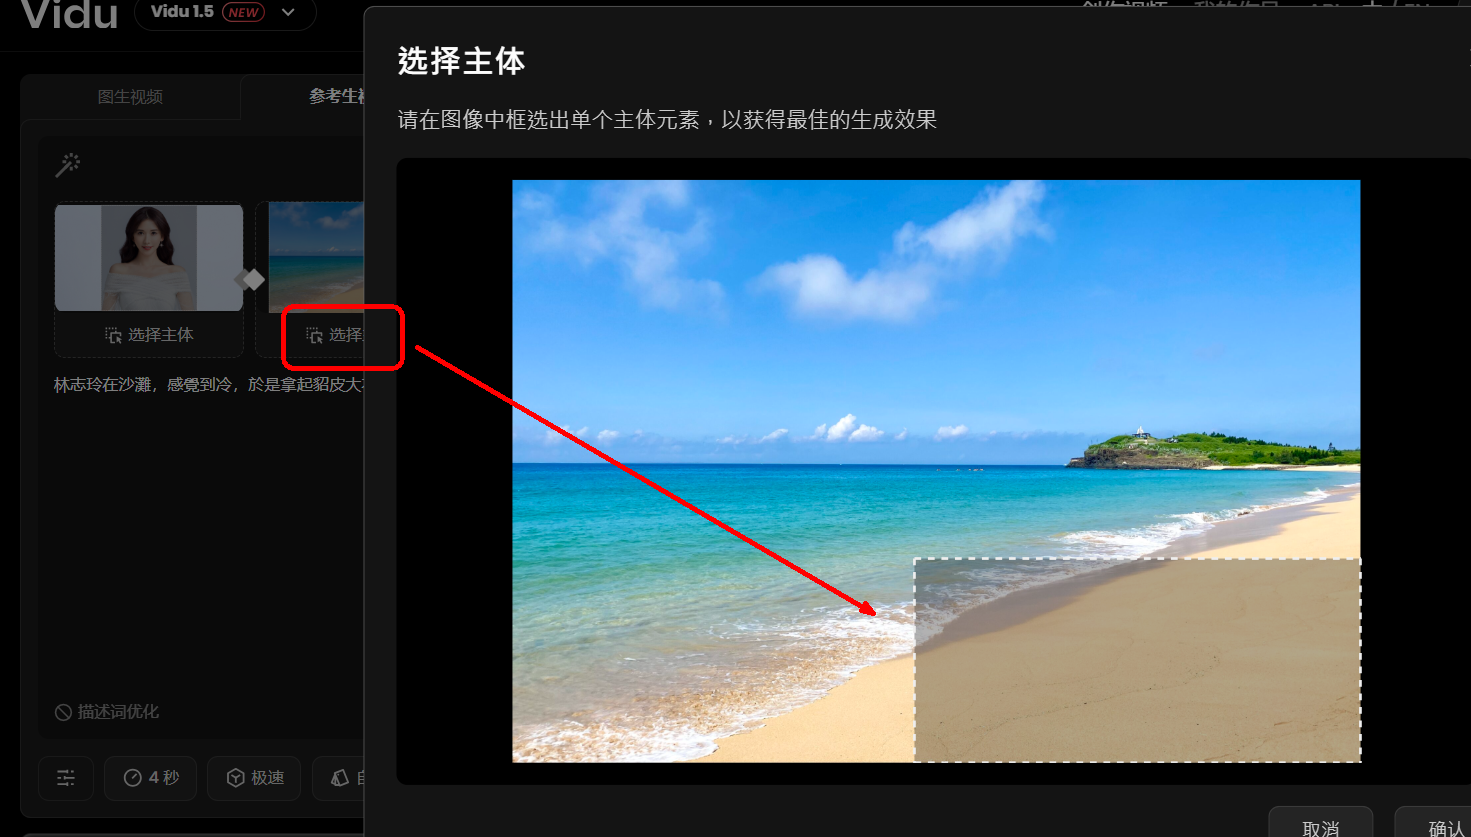 Vidu
Vidu 1.5 NEW
图生视频
参考生
选择主体
选择
林志玲在沙灘，感覺到冷，於是拿起貂皮大
描述词优化
4 秒
极速
选择主体
请在图像中框选出单个主体元素，以获得最佳的生成效果
取消
确认